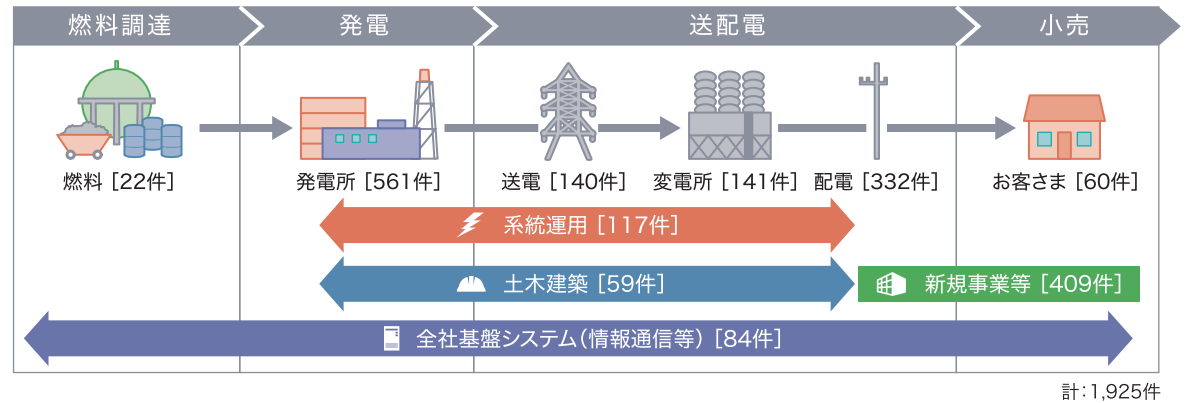 燃料調達
発電
送配電
小売
燃料 [22件]
発電所 [561件]
送電 [140件]
変電所 [141件]
配電 [332件]
お客さま [60件]
系統運用 [117件]
土木建築 [59件]
新規事業等 [409件]
全社基盤システム(情報通信等) [84件]
計:1,925件